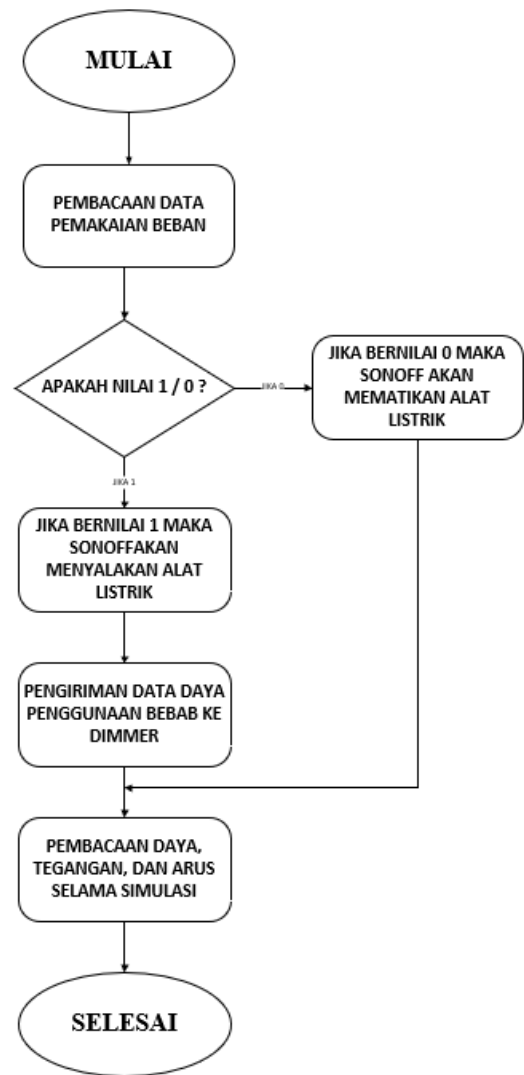 MULAI
PEMBACAAN DATA
PEMAKAIAN BEBAN
APAKAH NILAI 1 / 0 ?
JIKA 0
JIKA BERNILAI 0 MAKA
SONOFF AKAN
MEMATIKAN ALAT
LISTRIK
JIKA 1
JIKA BERNILAI 1 MAKA
SONOFFAKAN
MENYALAKAN ALAT
LISTRIK
PENGIRIMAN DATA DAYA
PENGGUNAAN BEBAB KE
DIMMER
PEMBACAAN DAYA,
TEGANGAN, DAN ARUS
SELAMA SIMULASI
SELESAI